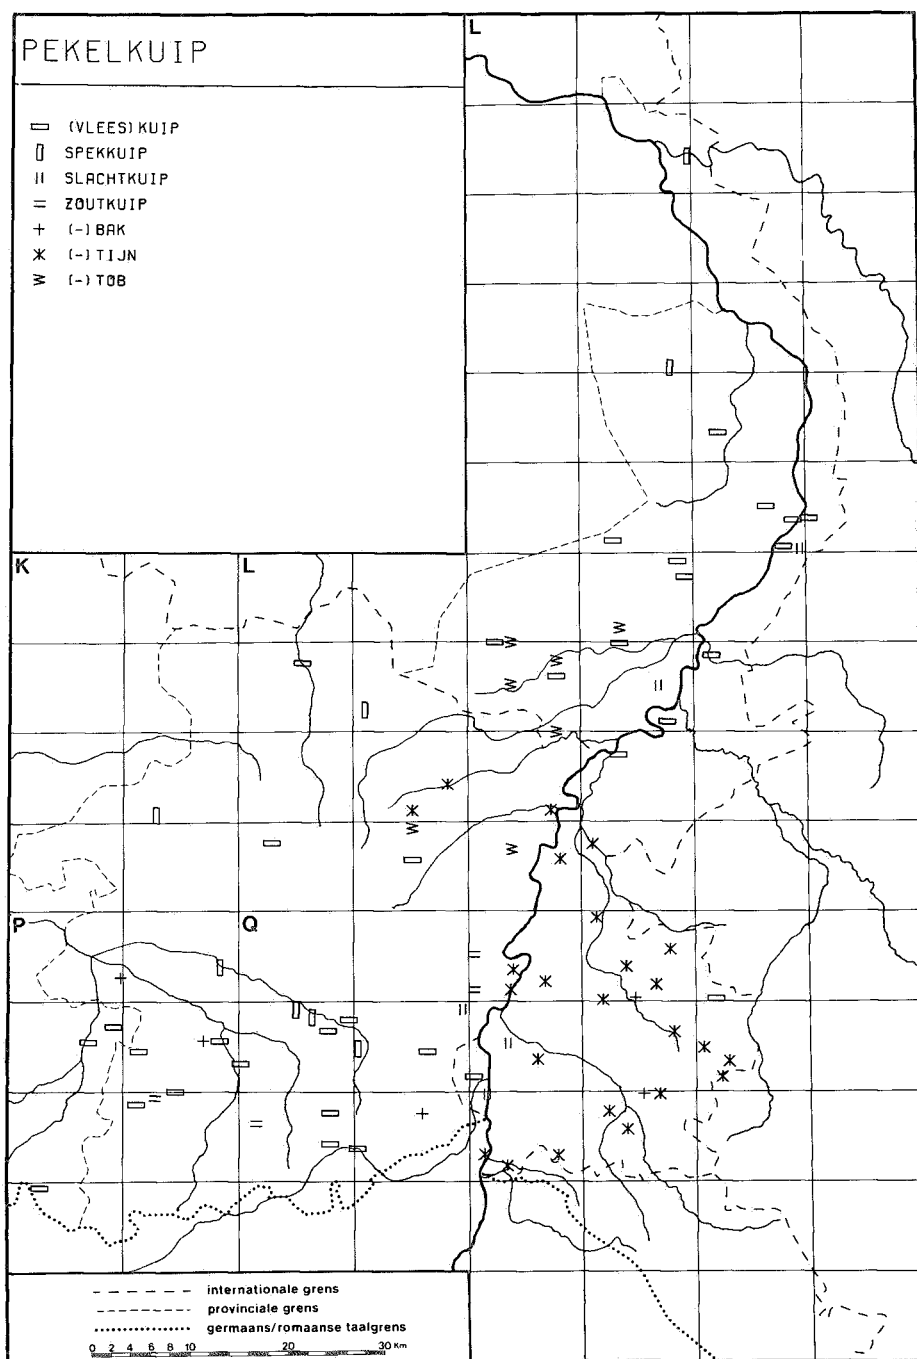 PEKELKUIP
L
(VLEES) KUIP
SPEKKUIP
SLACHTKUIP
ZOUTKUIP
(-) BAK
(-) TIJN
(-) TOB
K
L
P
Q
internationale grens
provinciale grens
germaans/romaanse taalgrens
0 2 4 6 8 10 20 30 Km